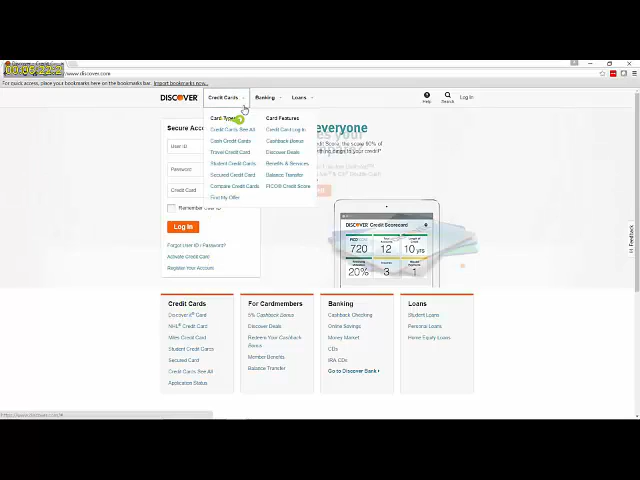 www.discover.com
For quick access, place your bookmarks here on the bookmarks bar. Import bookmarks now...
DISCOVER Credit Cards Banking Loans Help Search Log In
Card Types
Credit Cards See All
Cash Credit Cards
Travel Credit Card
Student Credit Cards
Secured Credit Card
Compare Credit Cards
Find My Offer
Card Features
Credit Card Log In
Cashback Bonus
Discover Deals
Benefits & Services
Balance Transfer
FICO® Credit Score
Secure
User ID
Password
Credit Card
Remember
Log In
Forgot User ID / Password?
Activate Credit Card
Register Your Account
everyone
DISCOVER Credit Scorecard
FICO
720
12
10 yrs
20%
3
1
Feedback
Credit Cards
Discover it® Card
NHL® Credit Card
Miles Credit Card
Student Credit Cards
Secured Card
Credit Cards See All
Application Status
For Cardmembers
5% Cashback Bonus
Discover Deals
Redeem Your Cashback
Bonus
Member Benefits
Balance Transfer
Banking
Cashback Checking
Online Savings
Money Market
CDs
IRA CDs
Go to Discover Bank
Loans
Student Loans
Personal Loans
Home Equity Loans
https://www.discover.com/#